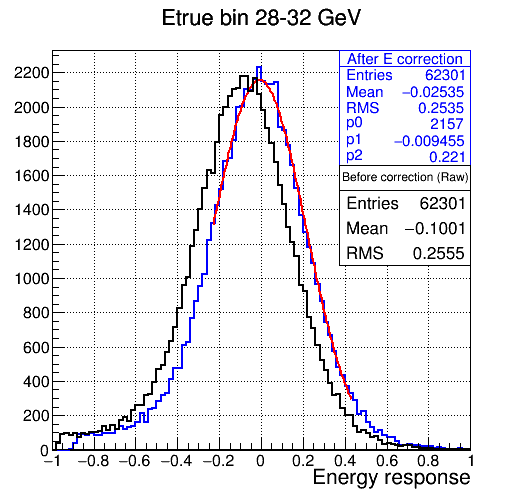 Etrue bin 28-32 GeV
After E correction
Entries 62301
Mean −0.02535
RMS 0.2535
p0 2157
p1 −0.009455
p2 0.221
Before correction (Raw)
Entries 62301
Mean −0.1001
RMS 0.2555
2200
2000
1800
1600
1400
1200
1000
800
600
400
200
0
−1 −0.8 −0.6 −0.4 −0.2 0 0.2 0.4 0.6 0.8 1
Energy response